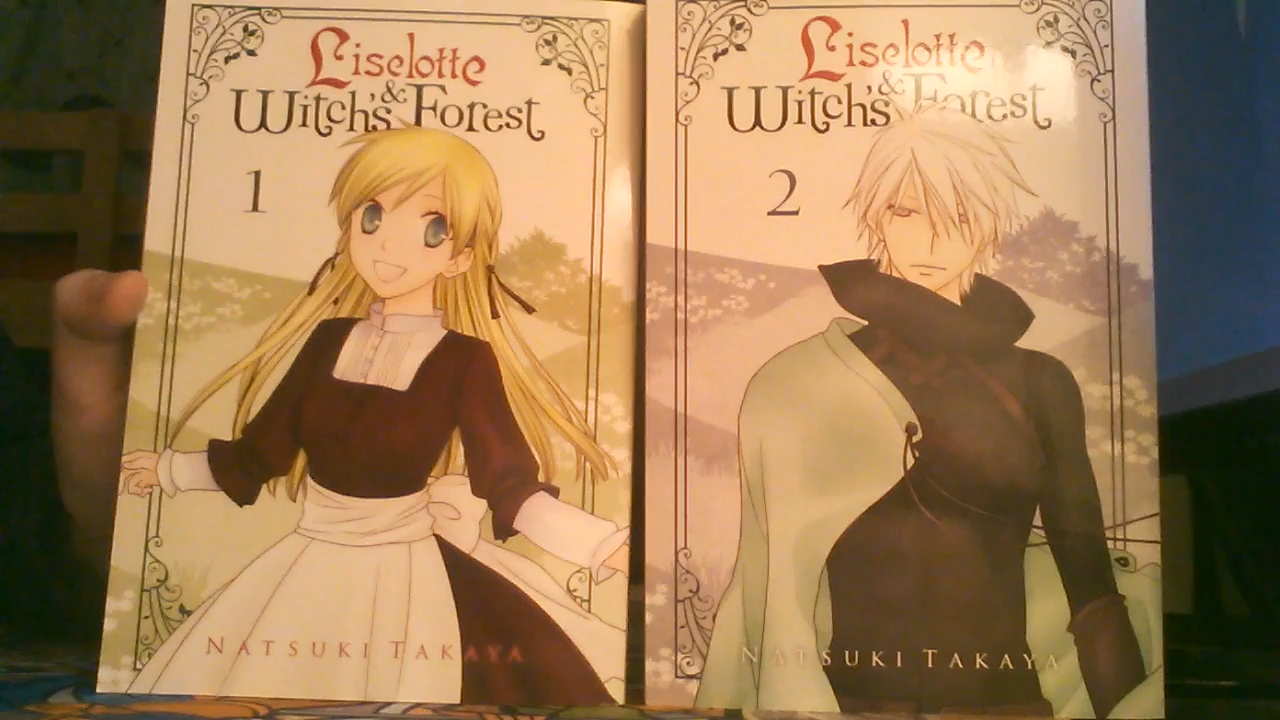 Liselotte
&
Witch's Forest
1
NATSUKI TAKAYA
Liselotte
&
Witch's Forest
2
NATSUKI TAKAYA